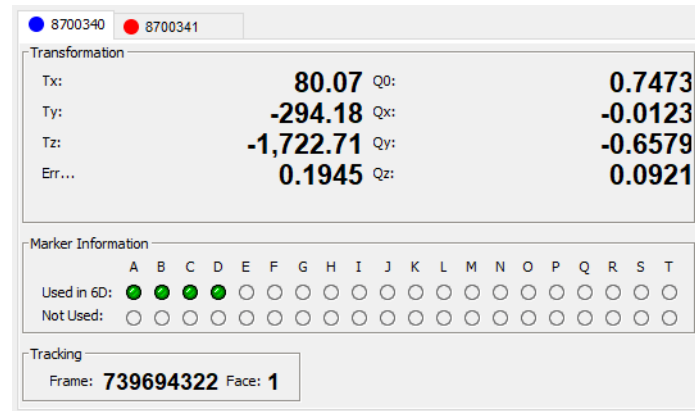 8700340 8700341
Transformation
Tx: 80.07 Q0: 0.7473
Ty: -294.18 Qx: -0.0123
Tz: -1,722.71 Qy: -0.6579
Err... 0.1945 Qz: 0.0921
Marker Information
A B C D E F G H I J K L M N O P Q R S T
Used in 6D:
Not Used:
Tracking
Frame: 739694322 Face: 1